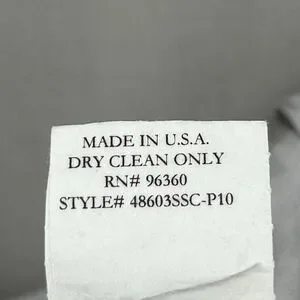 MADE IN U.S.A.
DRY CLEAN ONLY
RN# 96360
STYLE# 48603SSC-P10